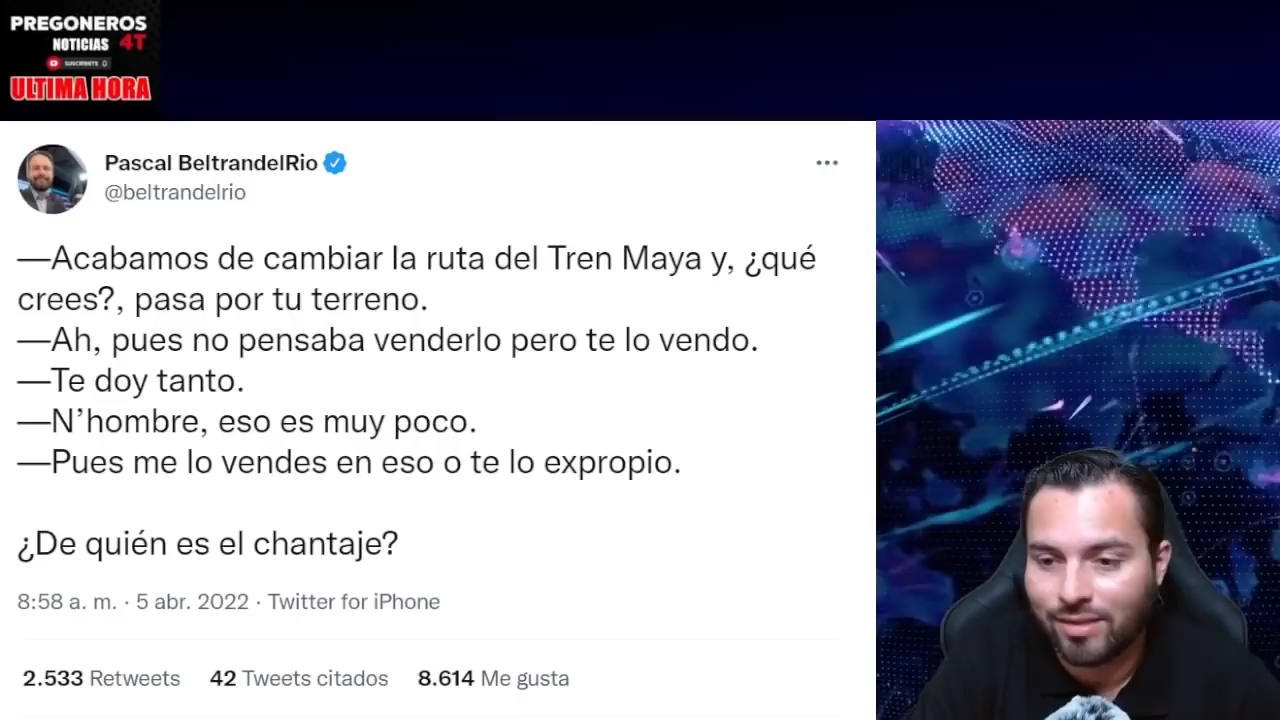 PREGONEROS
NOTICIAS 4T
SUSCRIBETE
ULTIMA HORA
Pascal BeltrandelRio
@beltrandelrio
—Acabamos de cambiar la ruta del Tren Maya y, ¿qué
crees?, pasa por tu terreno.
—Ah, pues no pensaba venderlo pero te lo vendo.
—Te doy tanto.
—N’hombre, eso es muy poco.
—Pues me lo vendes en eso o te lo expropio.
¿De quién es el chantaje?
8:58 a. m. · 5 abr. 2022 · Twitter for iPhone
2.533 Retweets 42 Tweets citados 8.614 Me gusta